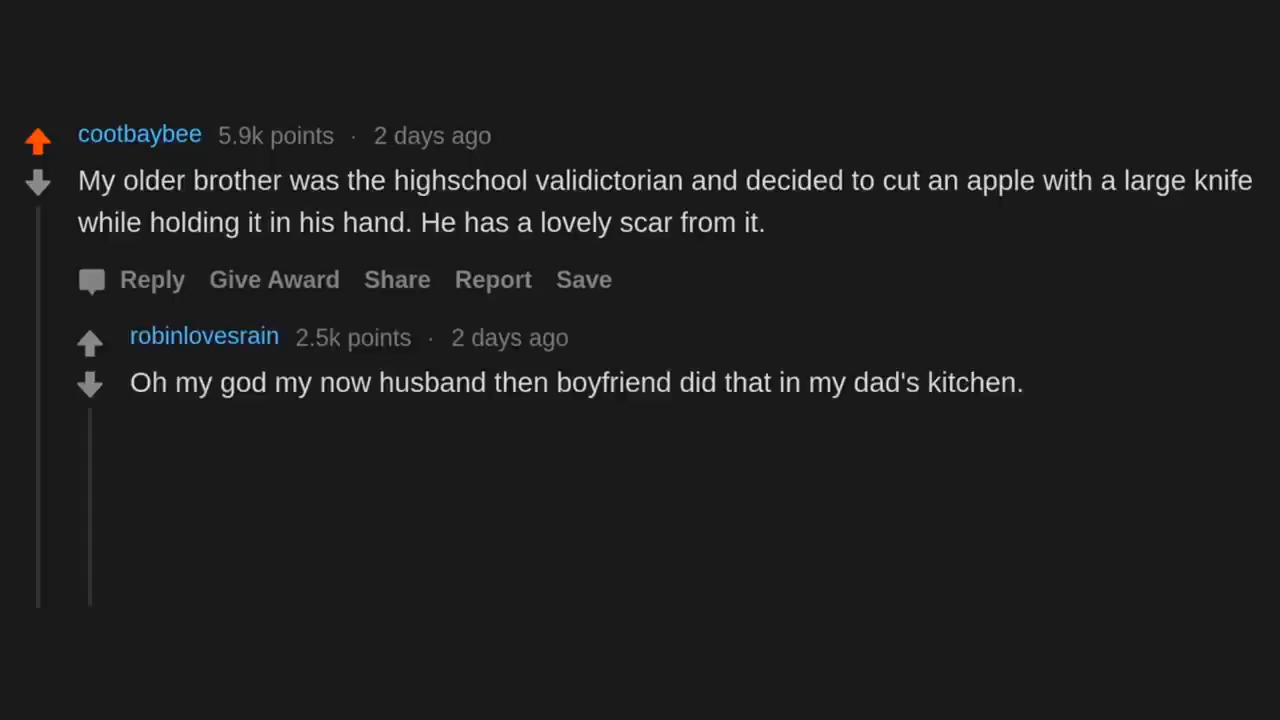 cootbaybee 5.9k points · 2 days ago
My older brother was the highschool validictorian and decided to cut an apple with a large knife
while holding it in his hand. He has a lovely scar from it.
Reply Give Award Share Report Save
robinlovesrain 2.5k points · 2 days ago
Oh my god my now husband then boyfriend did that in my dad's kitchen.